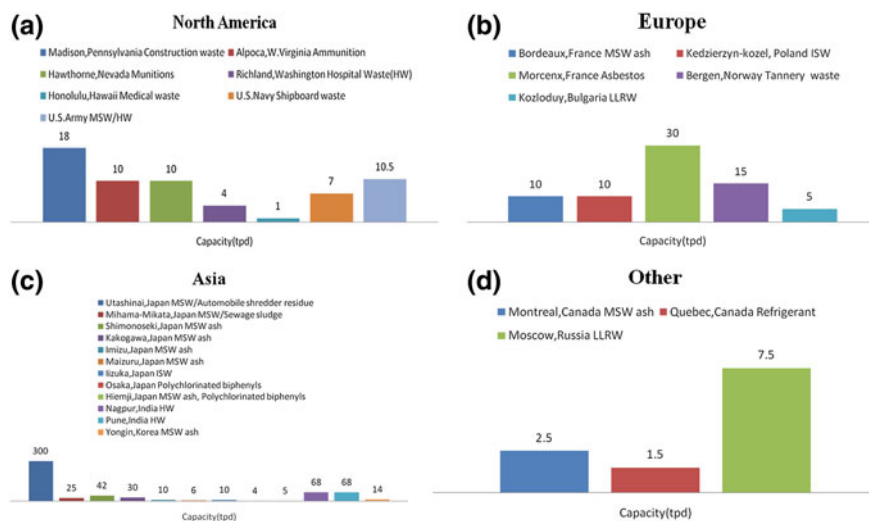 (a)
North America
Madison,Pennsylvania Construction waste
Alpoca,W.Virginia Ammunition
Hawthorne,Nevada Munitions
Richland,Washington Hospital Waste(HW)
Honolulu,Hawaii Medical waste
U.S.Navy Shipboard waste
U.S.Army MSW/HW
18
10
10
4
1
7
10.5
Capacity(tpd)
(b)
Europe
Bordeaux,France MSW ash
Kedzierzyn-kozel, Poland ISW
Morcenx,France Asbestos
Bergen,Norway Tannery waste
Kozloduy,Bulgaria LLRW
10
10
30
15
5
Capacity(tpd)
(c)
Asia
Utashinai,Japan MSW/Automobile shredder residue
Mihama-Mikata,Japan MSW/Sewage sludge
Shimonoseki,Japan MSW ash
Kakogawa,Japan MSW ash
Imizu,Japan MSW ash
Maizuru,Japan MSW ash
Iizuka,Japan ISW
Osaka,Japan Polychlorinated biphenyls
Hiemji,Japan MSW ash, Polychlorinated biphenyls
Nagpur,India HW
Pune,India HW
Yongin,Korea MSW ash
300
25
42
30
10
6
10
4
5
68
68
14
Capacity(tpd)
(d)
Other
Montreal,Canada MSW ash
Quebec,Canada Refrigerant
Moscow,Russia LLRW
2.5
1.5
7.5
Capacity(tpd)